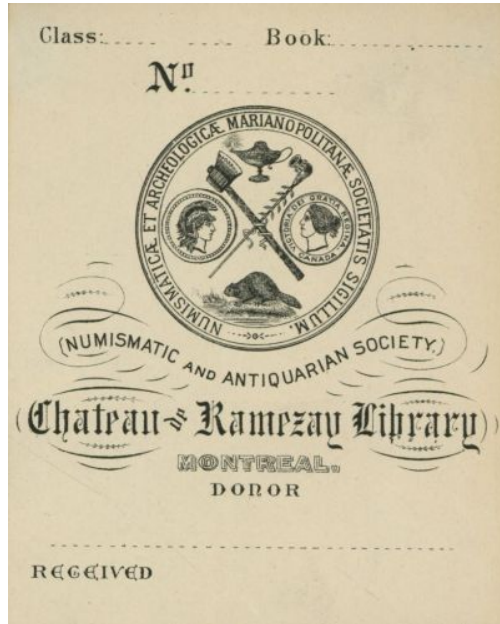 Class: Book:
No.
NUMISMATICÆ ET ARCHEOLOGICÆ MARIANOPOLITANÆ SOCIETATIS SIGILLUM.
VICTORIA DEI GRATIA REGINA.
CANADA
(NUMISMATIC AND ANTIQUARIAN SOCIETY.)
Chateau de Ramezay Library
MONTREAL.
DONOR
RECEIVED